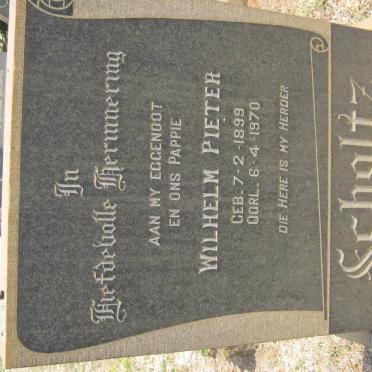 In
Liefdevolle Herinnering
AAN MY EGGENOOT
EN ONS PAPPIE
WILHELM PIETER
GEB. 7-2-1899
OORL. 6-4-1970
DIE HERE IS MY HERDER
Scholtz